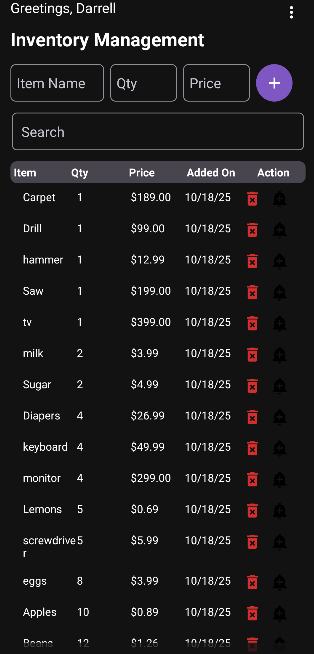 Greetings, Darrell
Inventory Management
Item Name Qty Price +
Search
Item Qty Price Added On Action
Carpet 1 $189.00 10/18/25
Drill 1 $99.00 10/18/25
hammer 1 $12.99 10/18/25
Saw 1 $199.00 10/18/25
tv 1 $399.00 10/18/25
milk 2 $3.99 10/18/25
Sugar 2 $4.99 10/18/25
Diapers 4 $26.99 10/18/25
keyboard 4 $49.99 10/18/25
monitor 4 $299.00 10/18/25
Lemons 5 $0.69 10/18/25
screwdrive 5 $5.99 10/18/25
r
eggs 8 $3.99 10/18/25
Apples 10 $0.89 10/18/25
Beans 12 $1.26 10/18/25